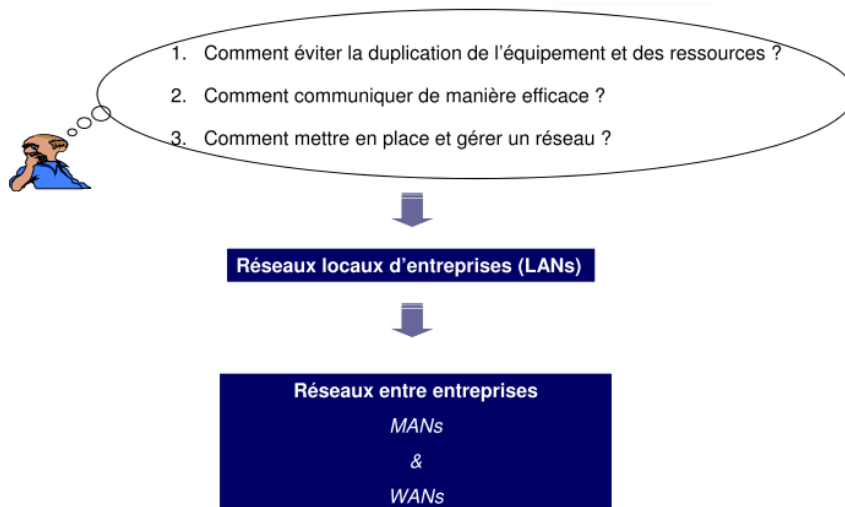 1. Comment éviter la duplication de l'équipement et des ressources ?
2. Comment communiquer de manière efficace ?
3. Comment mettre en place et gérer un réseau ?
Réseaux locaux d'entreprises (LANs)
Réseaux entre entreprises
MANs
&
WANs